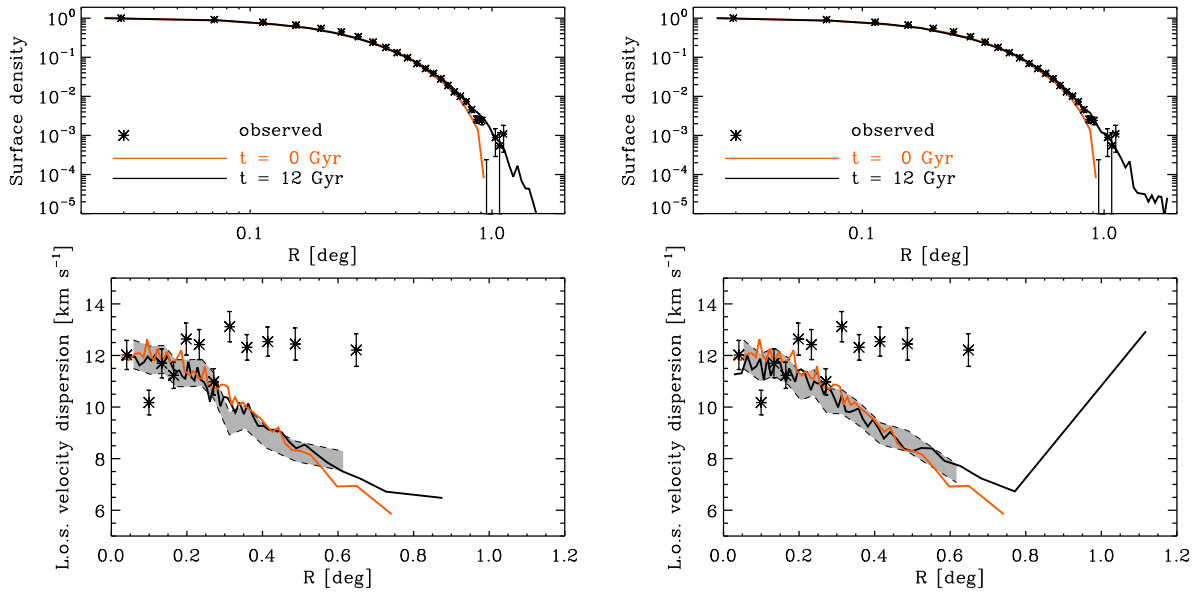 Surface density
10⁰
10⁻¹
10⁻²
10⁻³
10⁻⁴
10⁻⁵
observed
t = 0 Gyr
t = 12 Gyr
0.1
1.0
R [deg]
Surface density
10⁰
10⁻¹
10⁻²
10⁻³
10⁻⁴
10⁻⁵
observed
t = 0 Gyr
t = 12 Gyr
0.1
1.0
R [deg]
L.o.s. velocity dispersion [km s⁻¹]
14
12
10
8
6
0.0 0.2 0.4 0.6 0.8 1.0 1.2
R [deg]
L.o.s. velocity dispersion [km s⁻¹]
14
12
10
8
6
0.0 0.2 0.4 0.6 0.8 1.0 1.2
R [deg]